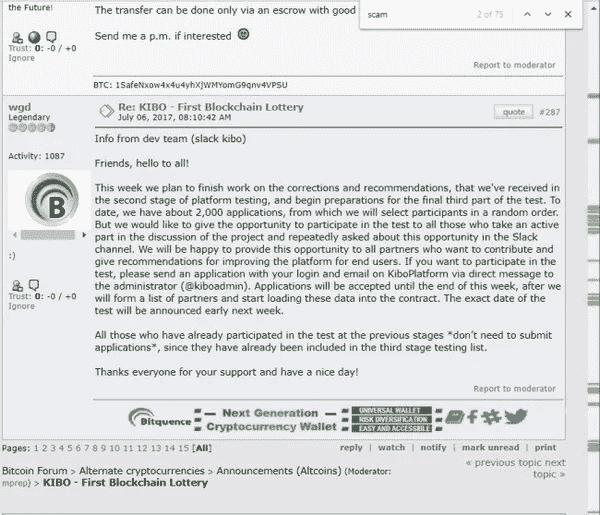 the Future!
The transfer can be done only via an escrow with good
scam
2 of 75
Trust: 0: -0 / +0
Ignore
Send me a p.m. if interested
Report to moderator
BTC: 1SafeNxow4x4u4yhXjWMYomG9qnv4VPSU
wgd
Legendary
Activity: 1087
:)
Trust: 0: -0 / +0
Ignore
Re: KIBO - First Blockchain Lottery
July 06, 2017, 08:10:42 AM
quote
#287
Info from dev team (slack kibo)
Friends, hello to all!
This week we plan to finish work on the corrections and recommendations, that we've received in
the second stage of platform testing, and begin preparations for the final third part of the test. To
date, we have about 2,000 applications, from which we will select participants in a random order.
But we would like to give the opportunity to participate in the test to all those who take an active
part in the discussion of the project and repeatedly asked about this opportunity in the Slack
channel. We will be happy to provide this opportunity to all partners who want to contribute and
give recommendations for improving the platform for end users. If you want to participate in the
test, please send an application with your login and email on KiboPlatform via direct message to
the administrator (@kiboadmin). Applications will be accepted until the end of this week, after we
will form a list of partners and start loading these data into the contract. The exact date of the
test will be announced early next week.
All those who have already participated in the test at the previous stages *don't need to submit
applications*, since they have already been included in the third stage testing list.
Thanks everyone for your support and have a nice day!
Report to moderator
Bitquence
Next Generation
Cryptocurrency Wallet
UNIVERSAL WALLET
RISK DIVERSIFICATION
EASY AND ACCESSIBLE
Pages: 1 2 3 4 5 6 7 8 9 10 11 12 13 14 15 [All]
reply | watch | notify | mark unread | print
« previous topic next
topic »
Bitcoin Forum > Alternate cryptocurrencies > Announcements (Altcoins) (Moderator:
mprep) > KIBO - First Blockchain Lottery